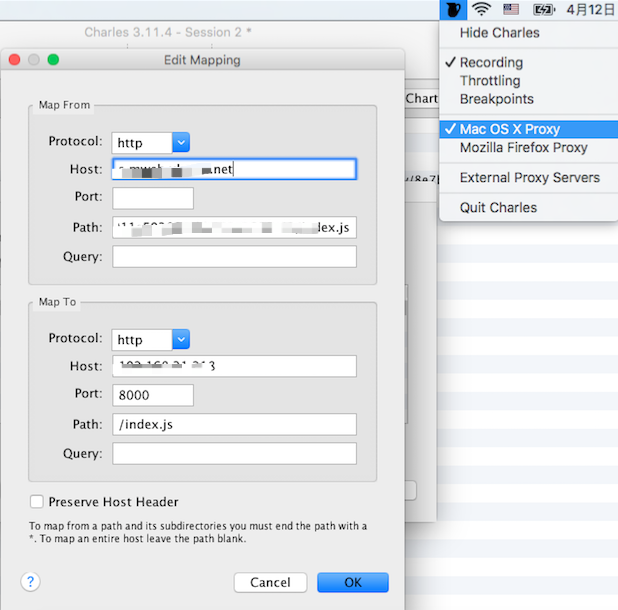 4月12日
Charles 3.11.4 - Session 2 *
Hide Charles
Edit Mapping
Recording
Throttling
Breakpoints
Chart
Map From
Mac OS X Proxy
Mozilla Firefox Proxy
Protocol: http
Host: .net
External Proxy Servers
Port:
Quit Charles
Path: dex.js
Query:
Map To
Protocol: http
Host:
Port: 8000
Path: /index.js
Query:
Preserve Host Header
To map from a path and its subdirectories you must end the path with a
*. To map an entire host leave the path blank.
?
Cancel
OK